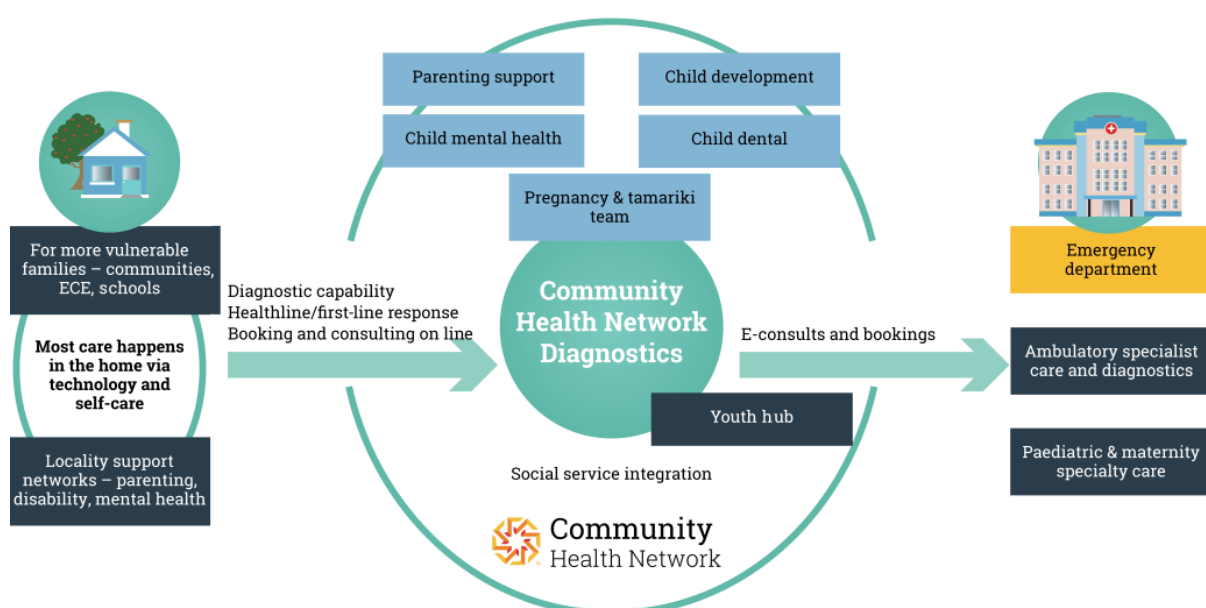 For more vulnerable
families – communities,
ECE, schools
Most care happens
in the home via
technology and
self-care
Locality support
networks – parenting,
disability, mental health
Diagnostic capability
Healthline/first-line response
Booking and consulting on line
Parenting support
Child development
Child mental health
Child dental
Pregnancy & tamariki
team
Community
Health Network
Diagnostics
Youth hub
Social service integration
Community
Health Network
E-consults and bookings
Emergency
department
Ambulatory specialist
care and diagnostics
Paediatric & maternity
specialty care